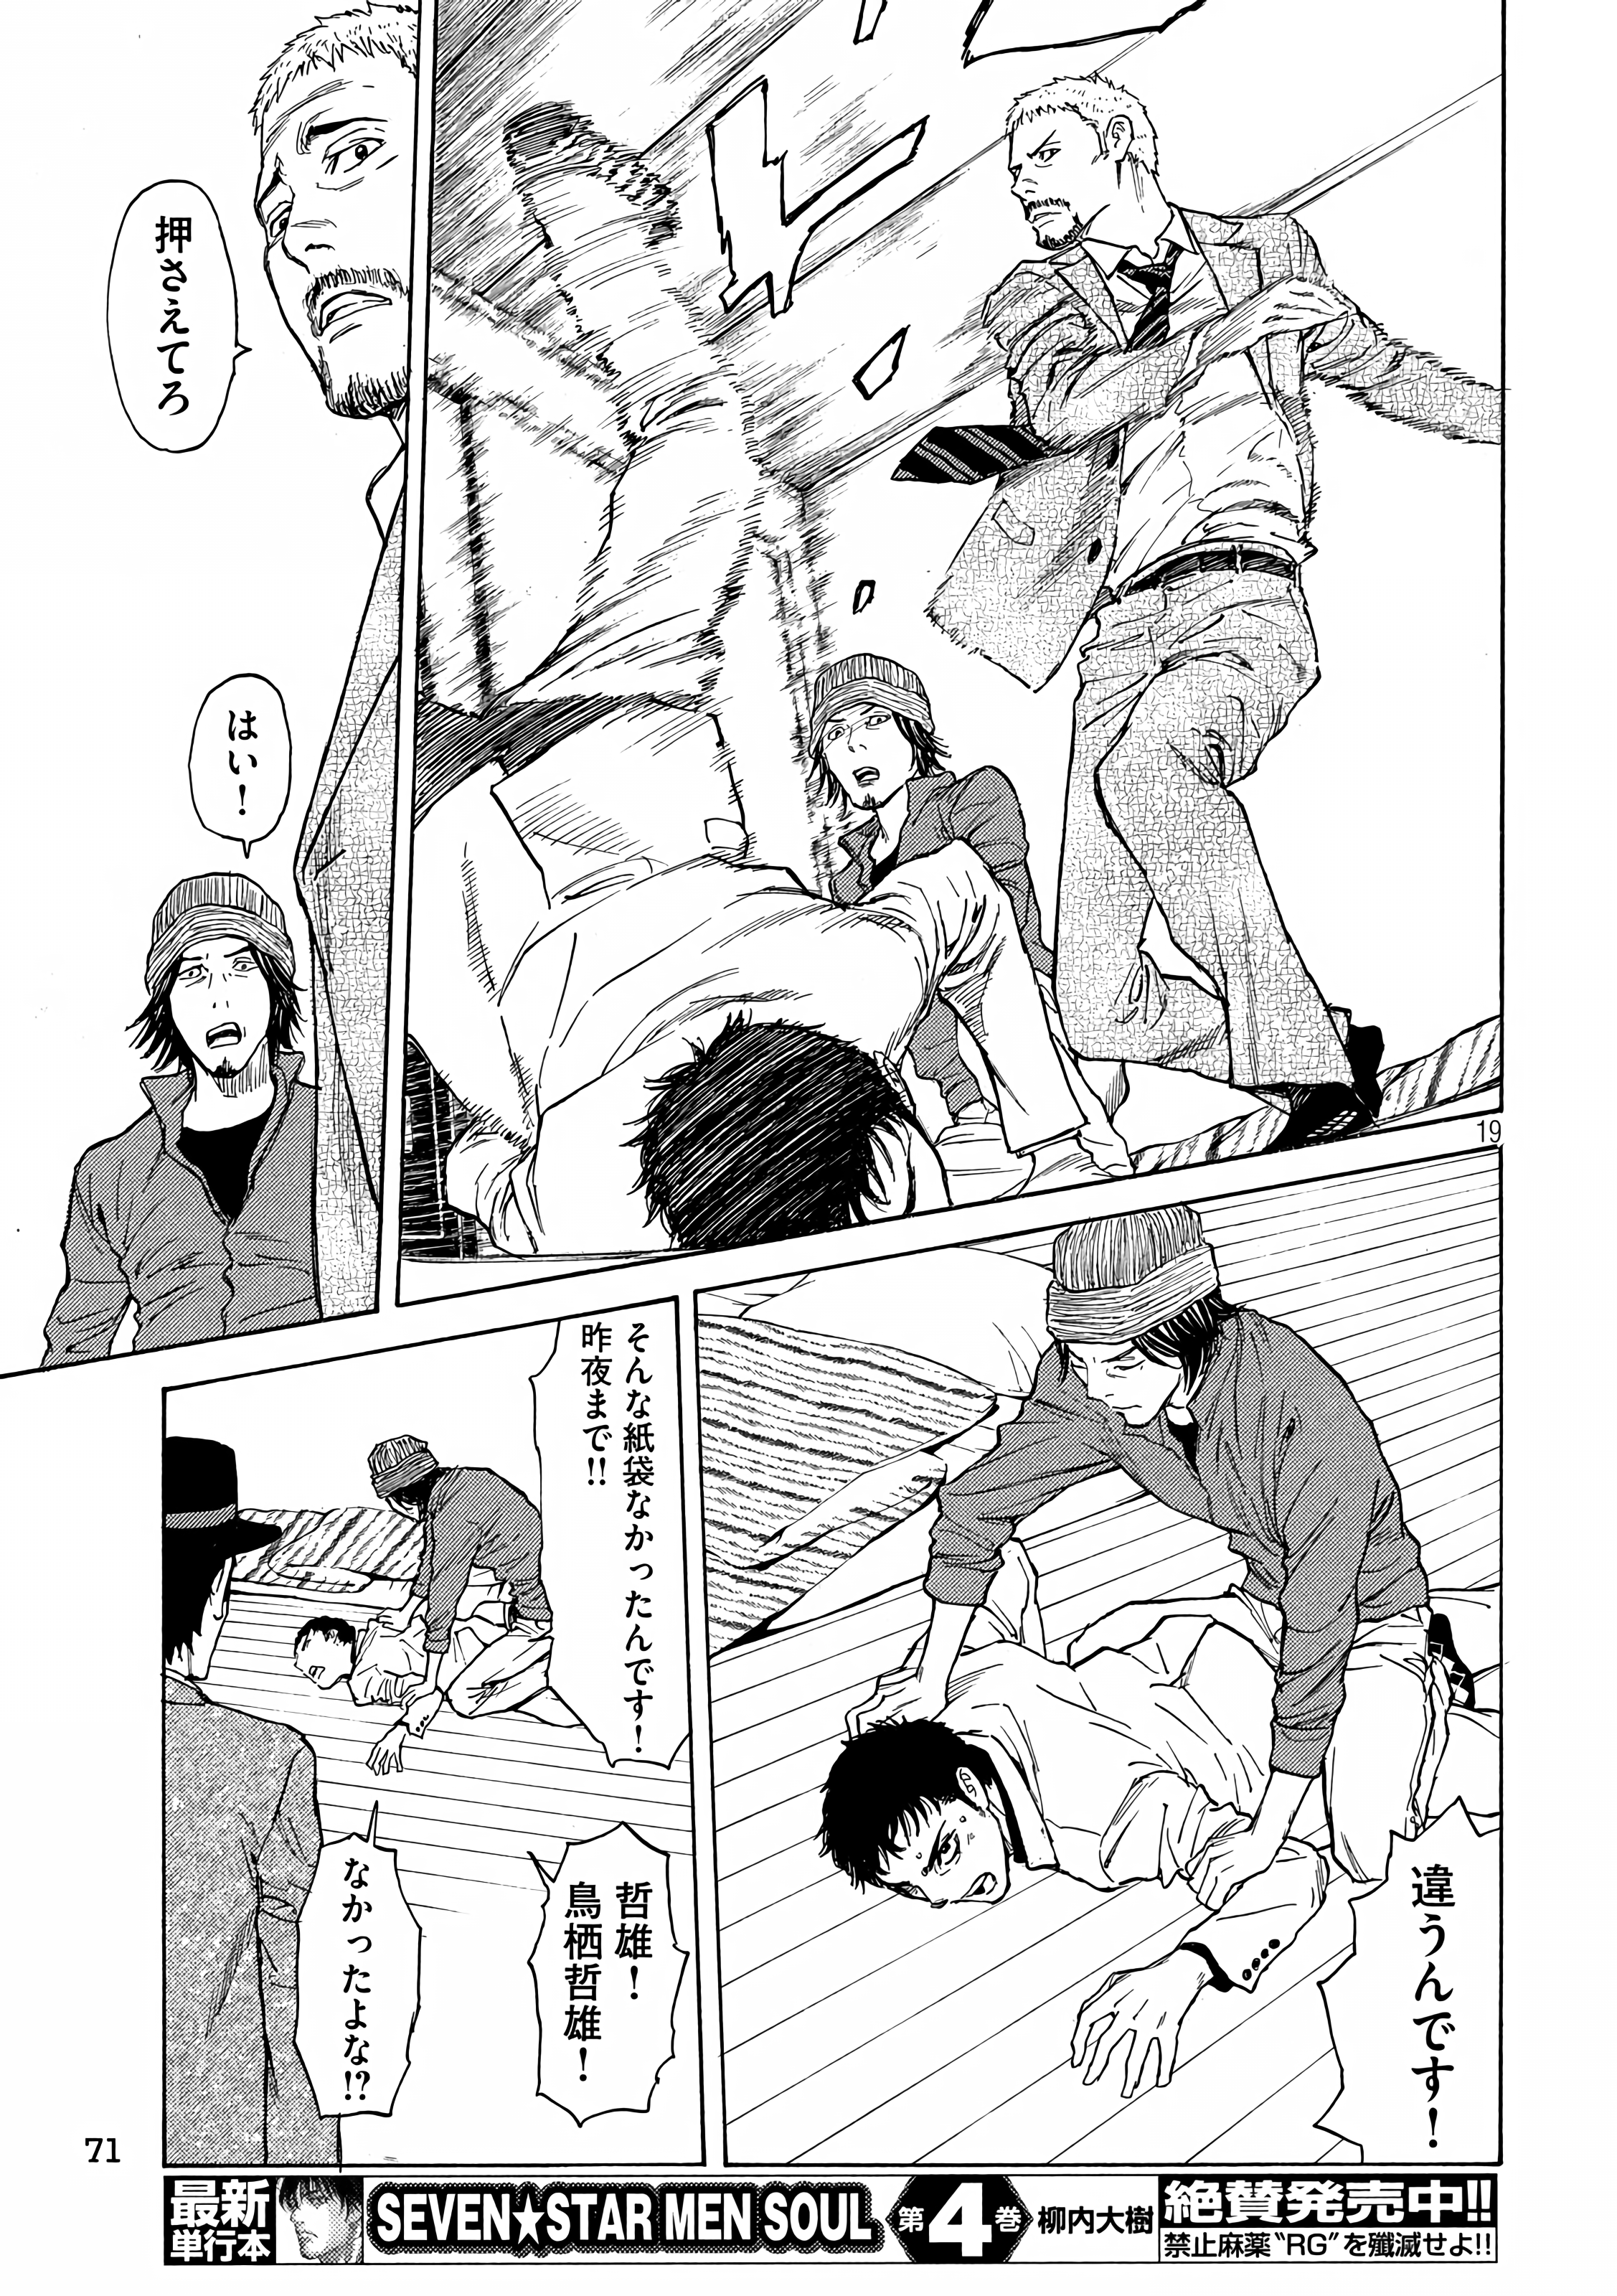 ドッ
押さえてろ
はい！
19
違うんです！
そんな紙袋なかったんです！
昨夜まで!!
哲雄！
鳥栖哲雄！
なかったよな!?
71
最新
単行本
SEVEN★STAR MEN SOUL
第4巻
柳内大樹
絶賛発売中!!
禁止麻薬〝RG〟を殲滅せよ!!